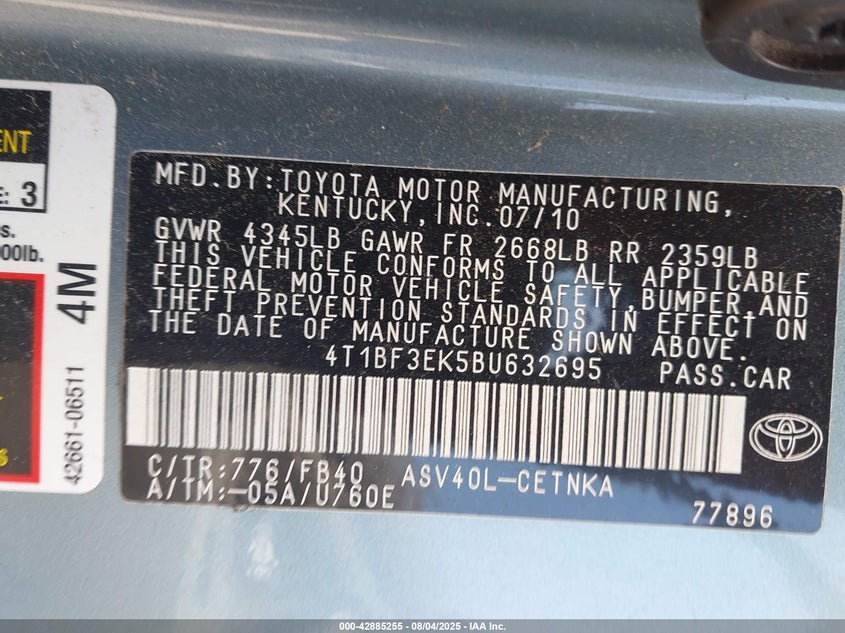 ENT
E: 3
s.
000lb.
4M
42661-06511
s
MFD.BY:TOYOTA MOTOR MANUFACTURING,
KENTUCKY,INC.07/10
GVWR 4345LB GAWR FR 2668LB RR 2359LB
THIS VEHICLE CONFORMS TO ALL APPLICABLE
FEDERAL MOTOR VEHICLE SAFETY,BUMPER,AND
THEFT PREVENTION STANDARDS IN EFFECT ON
THE DATE OF MANUFACTURE SHOWN ABOVE.
4T1BF3EK5BU632695 PASS.CAR
C/TR:776/FB40 ASV40L-CETNKA
A/TM:-05A/U760E 77896
000-42885255 - 08/04/2025 - IAA Inc.